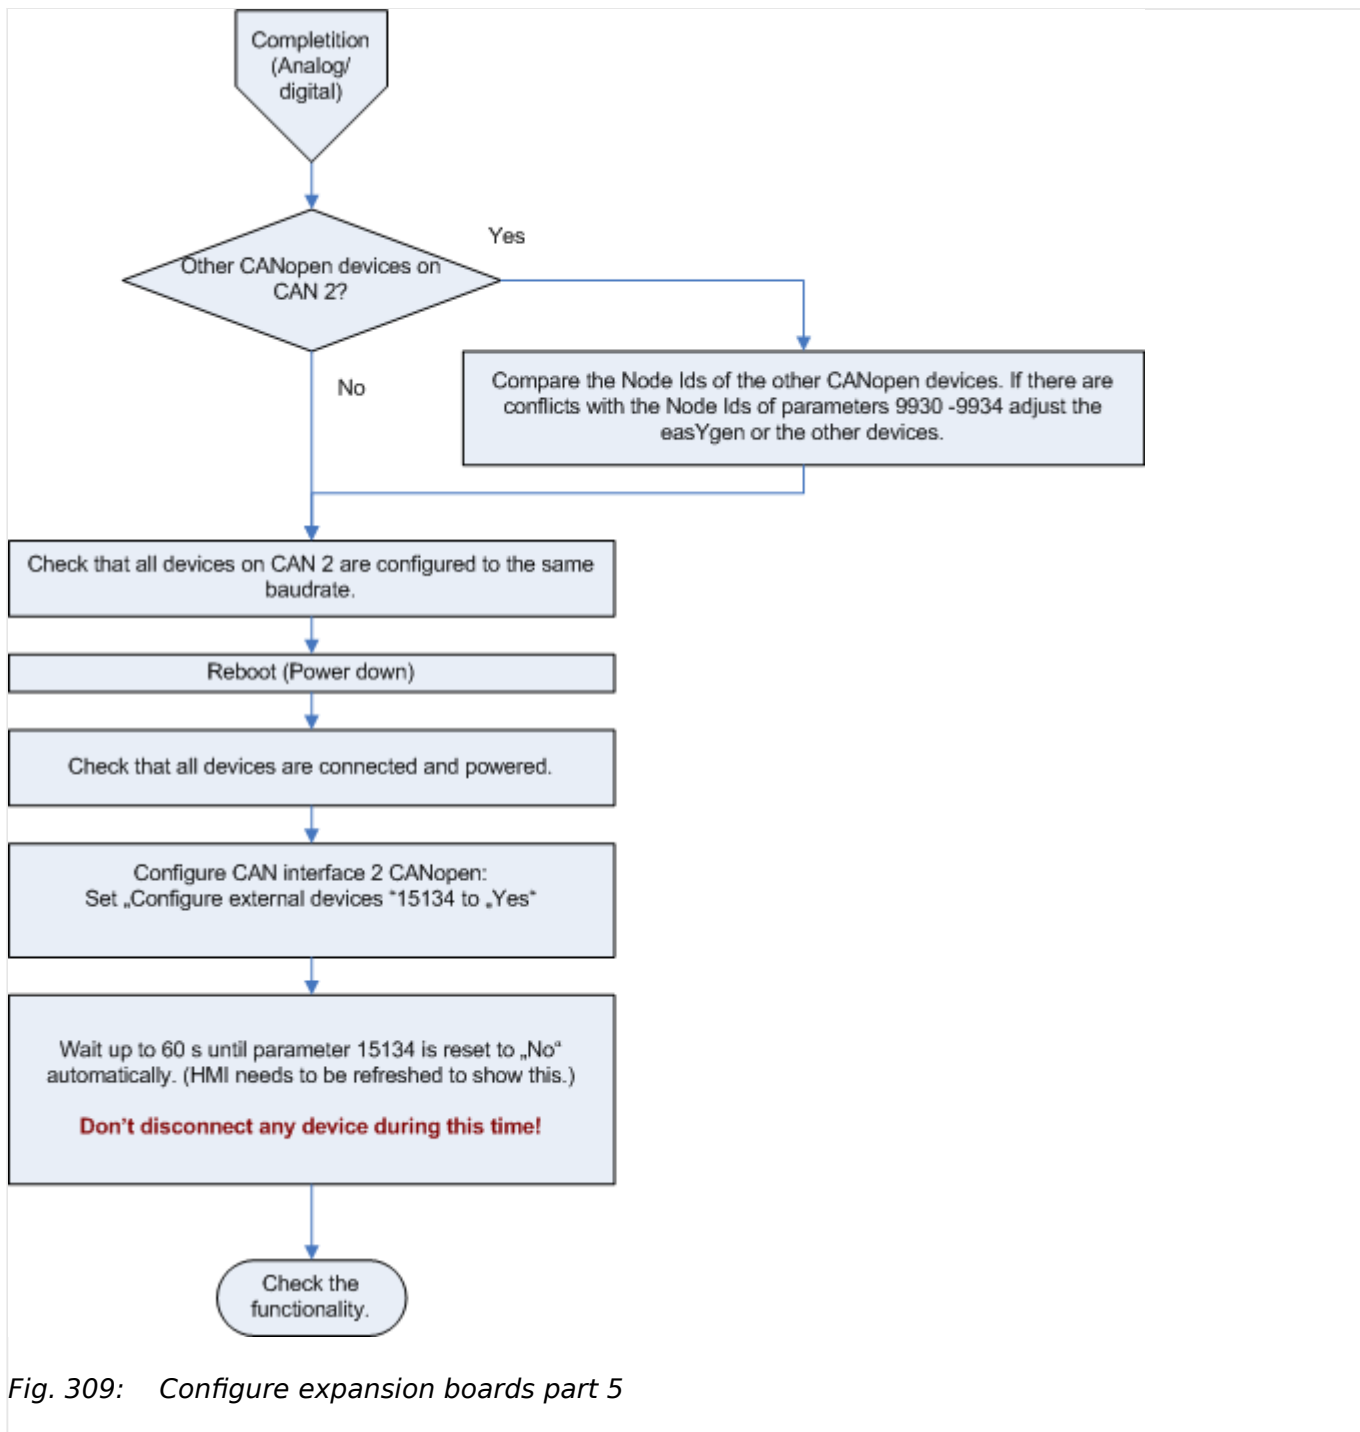 Completition
(Analog/
digital)
Yes
Other CANopen devices on
CAN 2?
No
Compare the Node Ids of the other CANopen devices. If there are
conflicts with the Node Ids of parameters 9930 -9934 adjust the
easYgen or the other devices.
Check that all devices on CAN 2 are configured to the same
baudrate.
Reboot (Power down)
Check that all devices are connected and powered.
Configure CAN interface 2 CANopen:
Set „Configure external devices “15134 to „Yes“
Wait up to 60 s until parameter 15134 is reset to „No“
automatically. (HMI needs to be refreshed to show this.)
Don’t disconnect any device during this time!
Check the
functionality.
Fig. 309: Configure expansion boards part 5